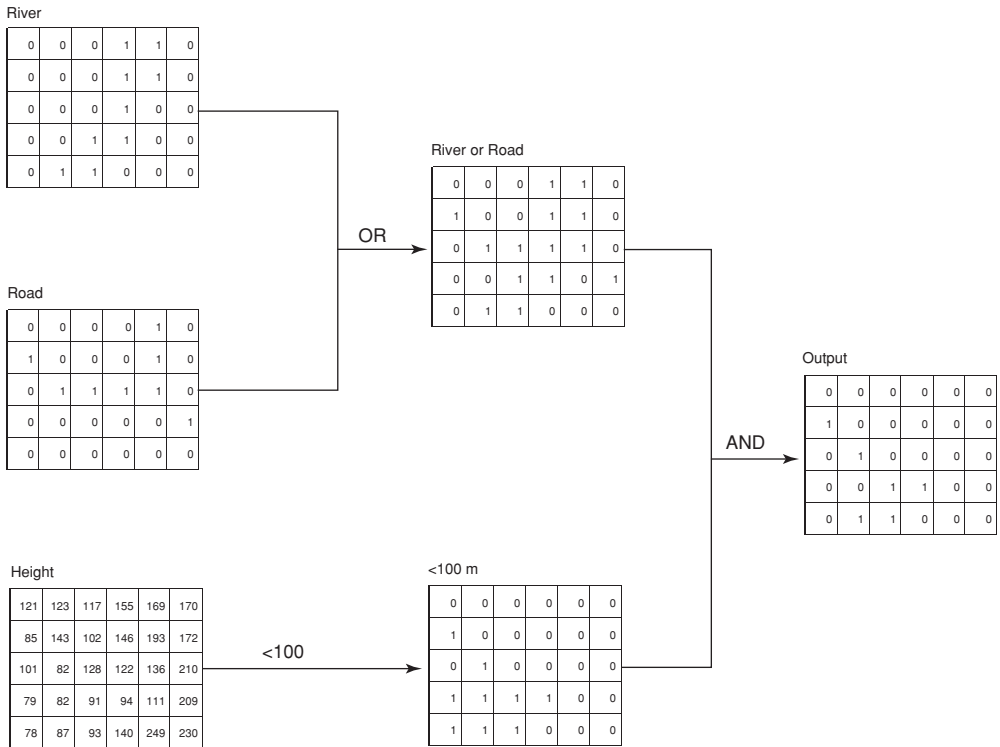 River
0 0 0 1 1 0
0 0 0 1 1 0
0 0 0 1 0 0
0 0 1 1 0 0
0 1 1 0 0 0
Road
0 0 0 0 1 0
1 0 0 0 1 0
0 1 1 1 1 0
0 0 0 0 0 1
0 0 0 0 0 0
OR
River or Road
0 0 0 1 1 0
1 0 0 1 1 0
0 1 1 1 1 0
0 0 1 1 0 1
0 1 1 0 0 0
Height
121 123 117 155 169 170
85 143 102 146 193 172
101 82 128 122 136 210
79 82 91 94 111 209
78 87 93 140 249 230
<100
<100 m
0 0 0 0 0 0
1 0 0 0 0 0
0 1 0 0 0 0
1 1 1 1 0 0
1 1 1 0 0 0
AND
Output
0 0 0 0 0 0
1 0 0 0 0 0
0 1 0 0 0 0
0 0 1 1 0 0
0 1 1 0 0 0